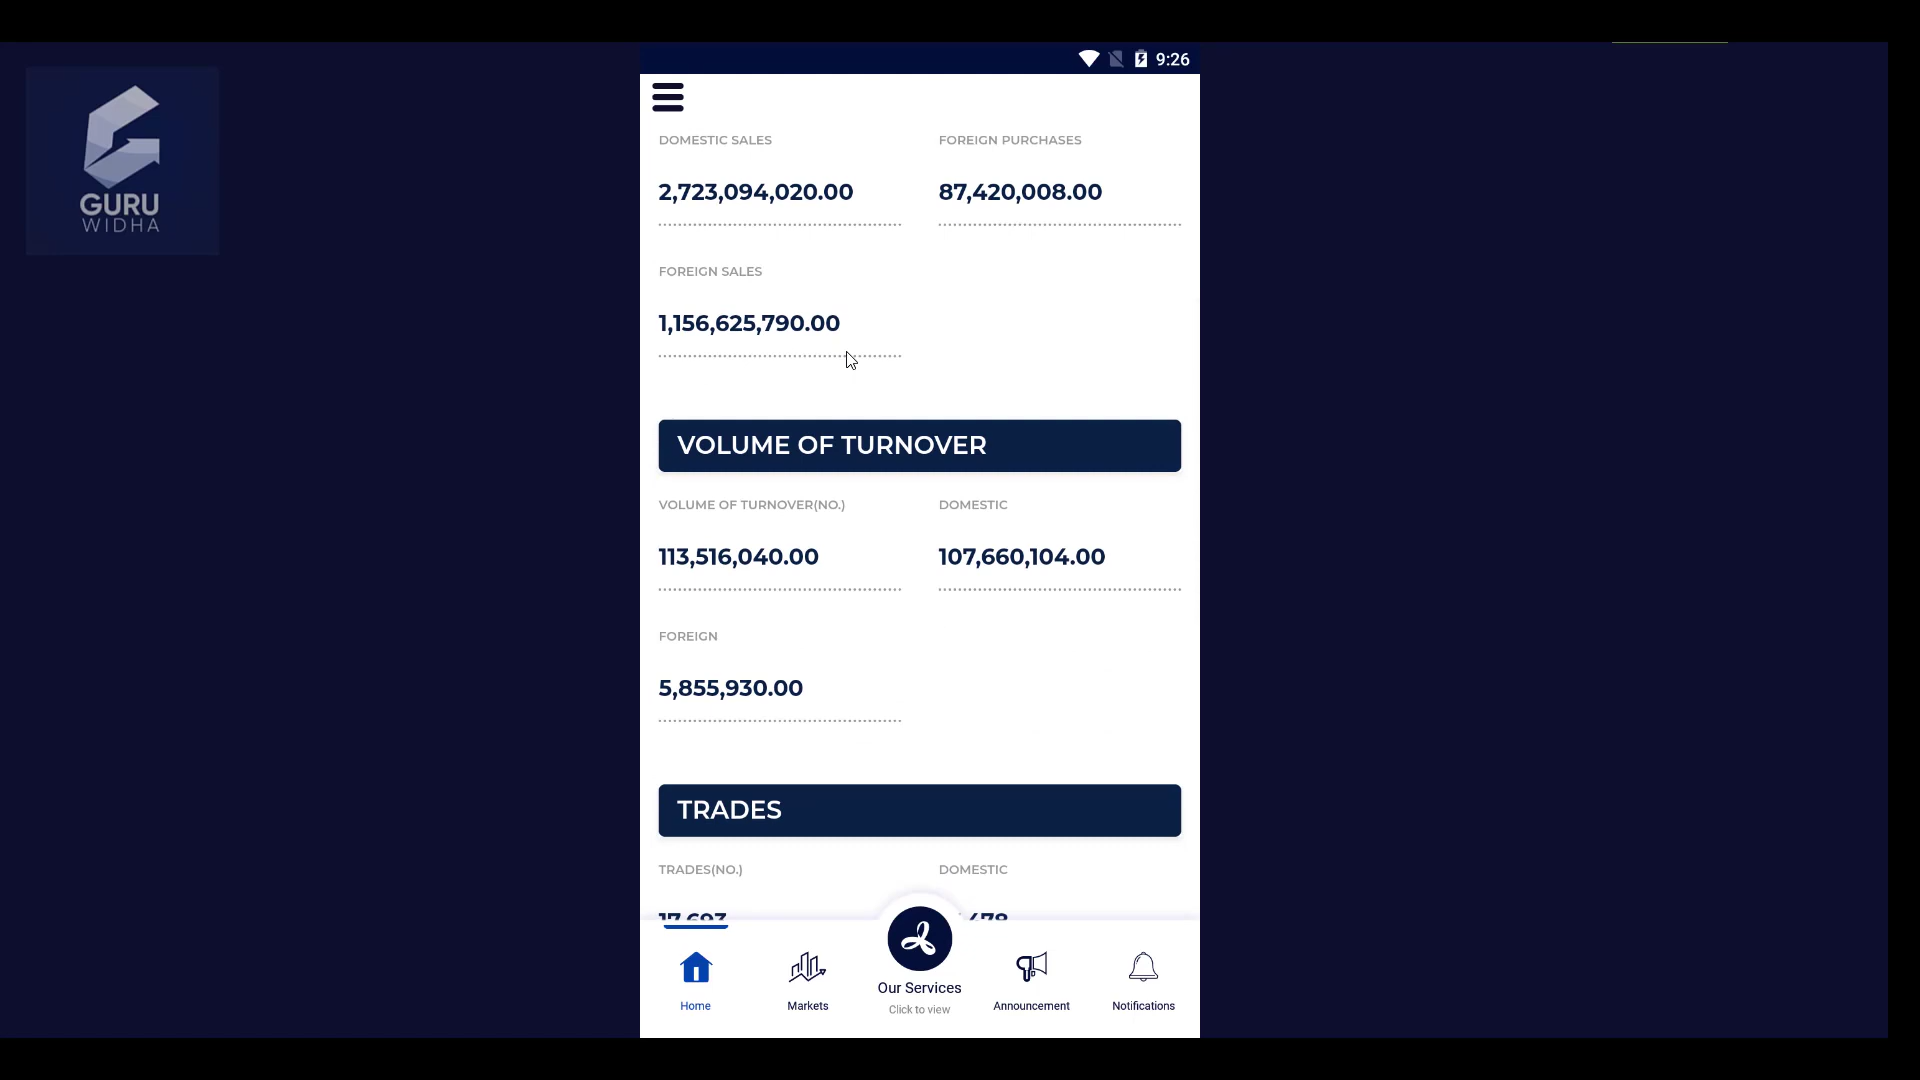 9:26
GURU
WIDHA
DOMESTIC SALES
FOREIGN PURCHASES
2,723,094,020.00
87,420,008.00
FOREIGN SALES
1,156,625,790.00
VOLUME OF TURNOVER
VOLUME OF TURNOVER(NO.)
DOMESTIC
113,516,040.00
107,660,104.00
FOREIGN
5,855,930.00
TRADES
TRADES(NO.)
DOMESTIC
17,693
Home
Markets
Our Services
Click to view
Announcement
Notifications